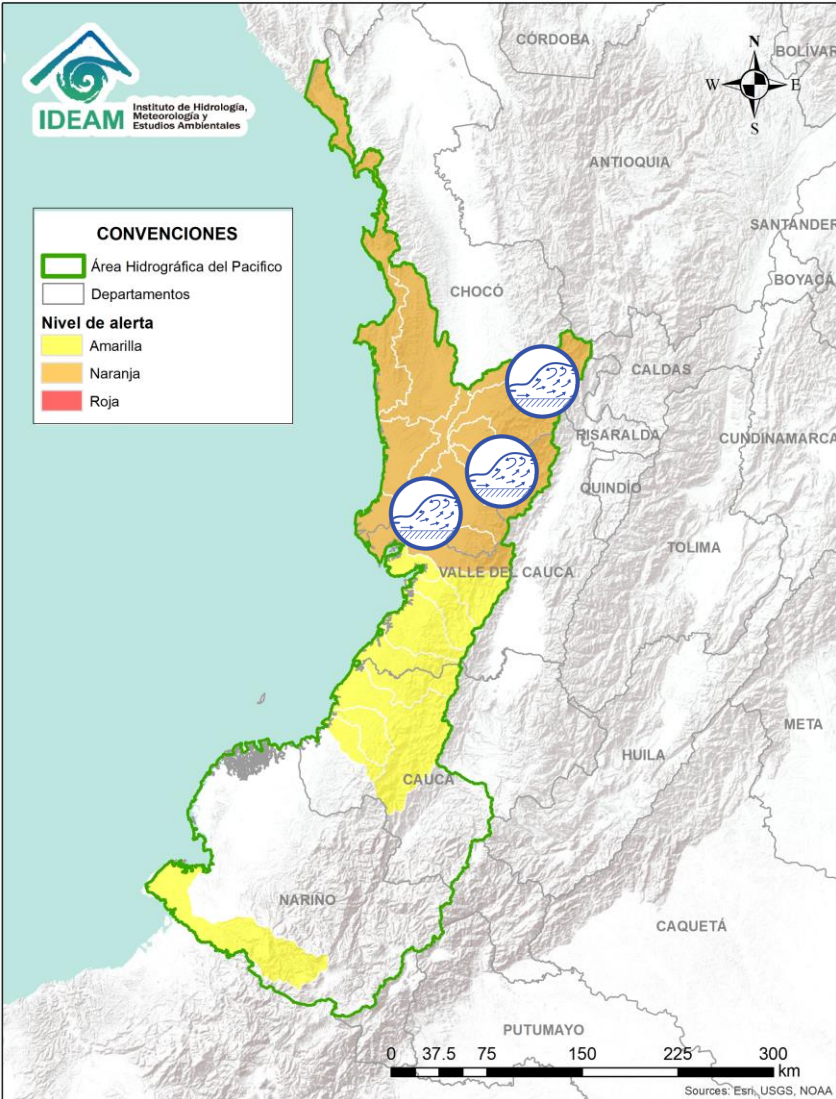 IDEAM
Instituto de Hidrología,
Meteorología y
Estudios Ambientales
N
W
E
S
CÓRDOBA
BOLÍVAR
ANTIOQUIA
SANTANDER
BOYACÁ
CHOCÓ
CALDAS
RISARALDA
CUNDINAMARCA
QUINDÍO
TOLIMA
VALLE DEL CAUCA
META
HUILA
CAUCA
NARIÑO
CAQUETÁ
PUTUMAYO
CONVENCIONES
Área Hidrográfica del Pacifico
Departamentos
Nivel de alerta
Amarilla
Naranja
Roja
0 37.5 75 150 225 300
km
Sources: Esri, USGS, NOAA